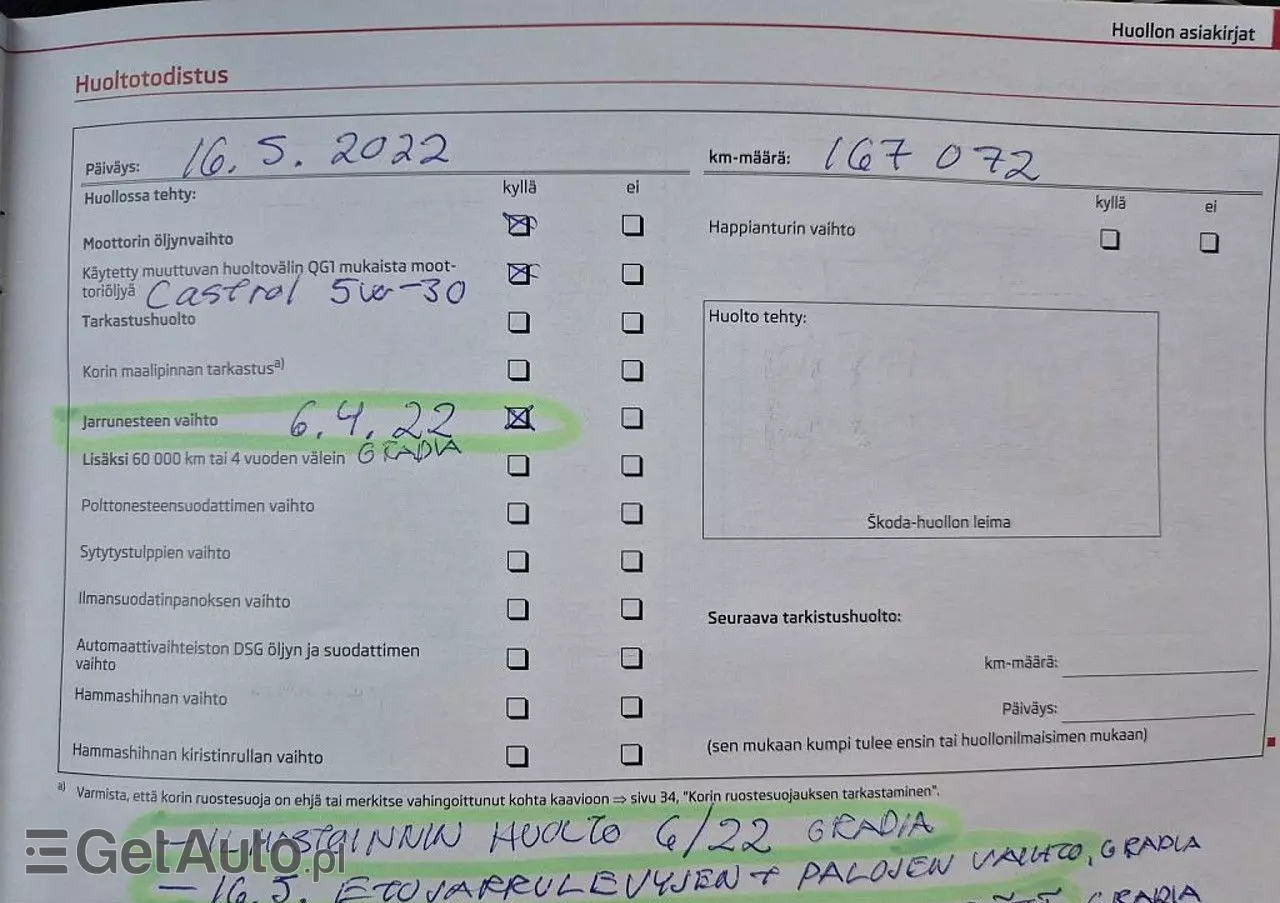 Huollon asiakirjat
Huoltotodistus
Päiväys: 16.5.2022
km-määrä: 167 072
Huollossa tehty: kyllä ei
kyllä ei
Moottorin öljynvaihto
Happianturin vaihto
Käytetty muuttuvan huoltovälin QG1 mukaista moot-
toriöljyä Castrol 5w-30
Tarkastushuolto
Huolto tehty:
Korin maalipinnan tarkastus a)
Jarrunesteen vaihto 6.4.22
Lisäksi 60 000 km tai 4 vuoden välein GRADIA
Polttonesteensuodattimen vaihto
Škoda-huollon leima
Sytytystulppien vaihto
Ilmansuodatinpanoksen vaihto
Seuraava tarkistushuolto:
Automaattivaihteiston DSG öljyn ja suodattimen
vaihto
km-määrä:
Hammashihnan vaihto
Päiväys:
Hammashihnan kiristinrullan vaihto
(sen mukaan kumpi tulee ensin tai huollonilmaisimen mukaan)
a) Varmista, että korin ruostesuoja on ehjä tai merkitse vahingoittunut kohta kaavioon ⇒ sivu 34, "Korin ruostesuojauksen tarkastaminen".
- ILMASTOINNIN HUOLTO 6/22 GRADIA
GetAuto.pl
- 16.5. ETUJARRULEVYJEN + PALOJEN VAIHTO, GRADIA
GRADIA